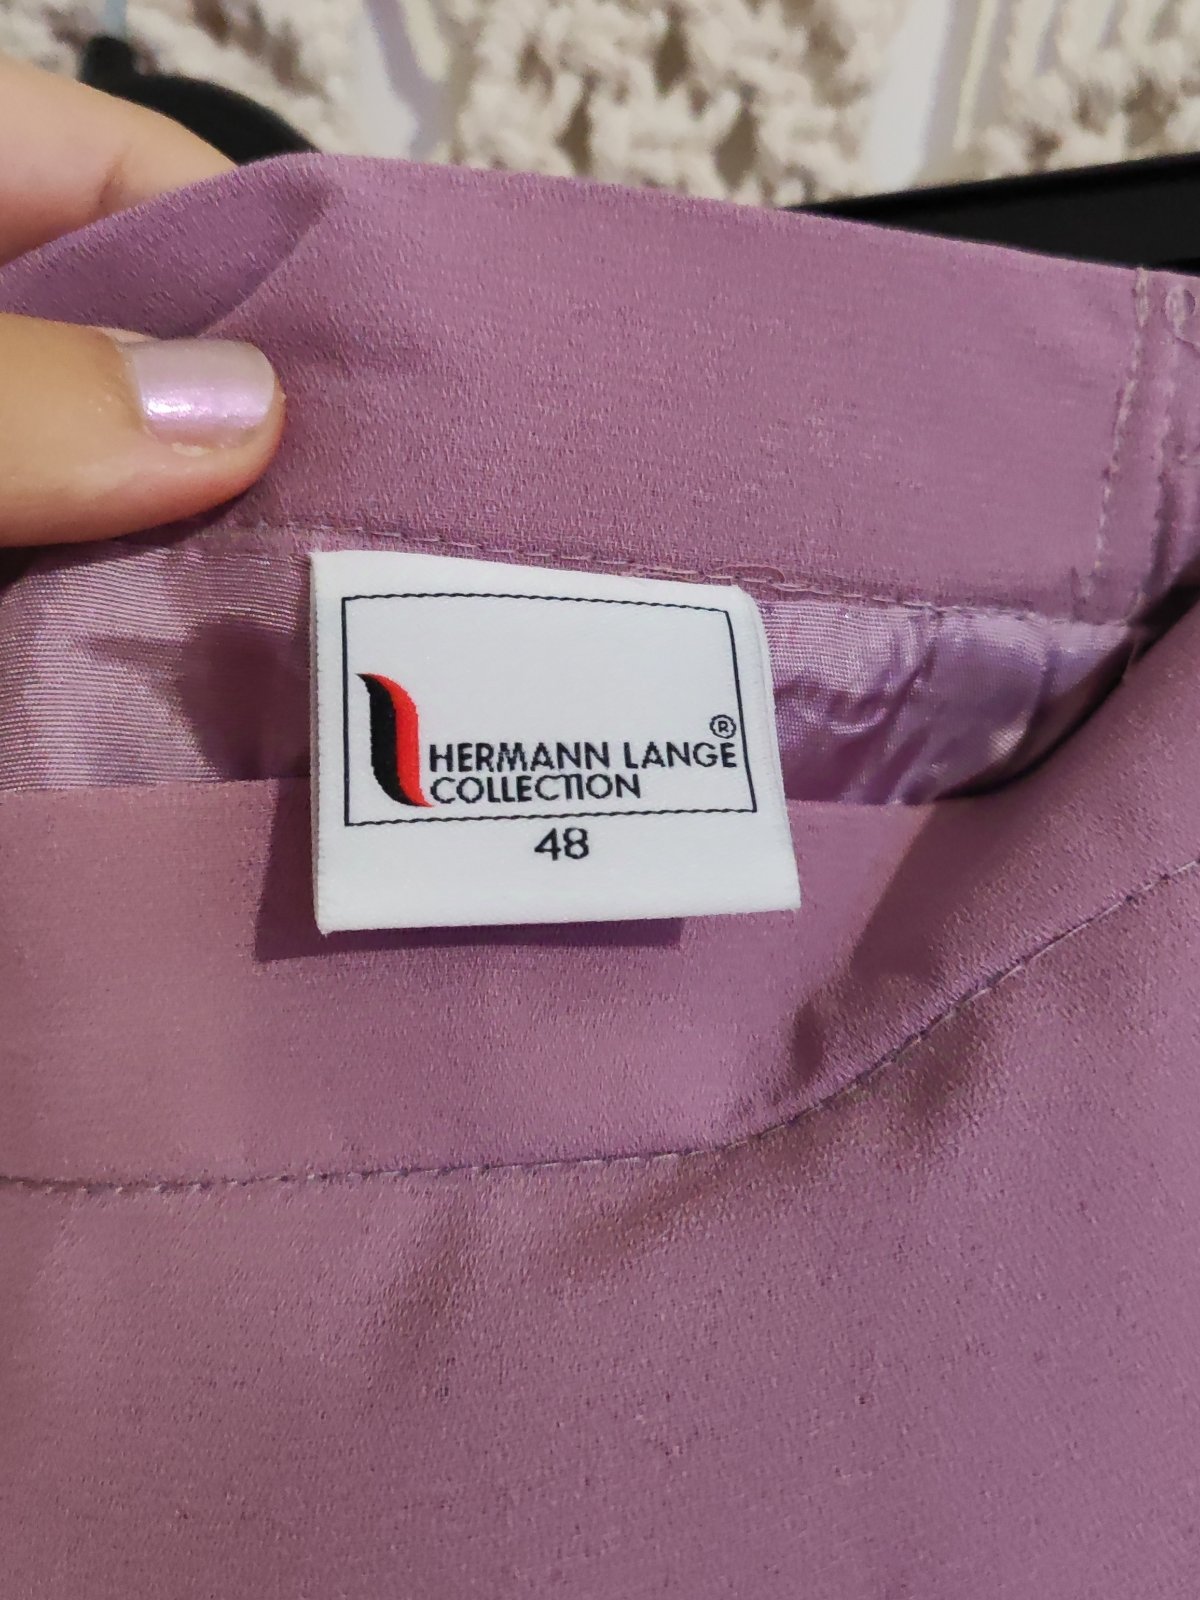 ®
HERMANN LANGE
COLLECTION
48